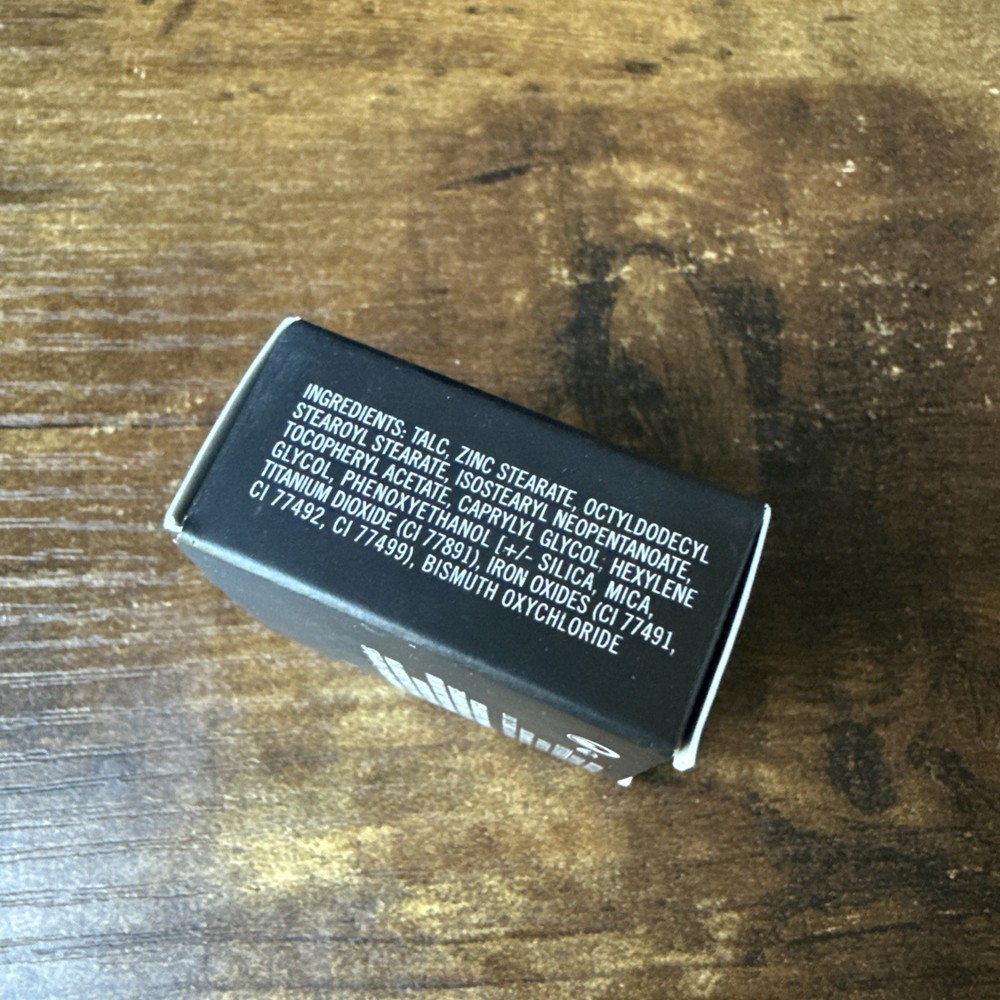 INGREDIENTS: TALC, ZINC STEARATE, OCTYLDODECYL
STEAROYL STEARATE, ISOSTEARYL NEOPENTANOATE,
TOCOPHERYL ACETATE, CAPRYLYL GLYCOL, HEXYLENE
GLYCOL, PHENOXYETHANOL [+/- SILICA, MICA,
TITANIUM DIOXIDE (CI 77891), IRON OXIDES (CI 77491,
CI 77492, CI 77499), BISMUTH OXYCHLORIDE